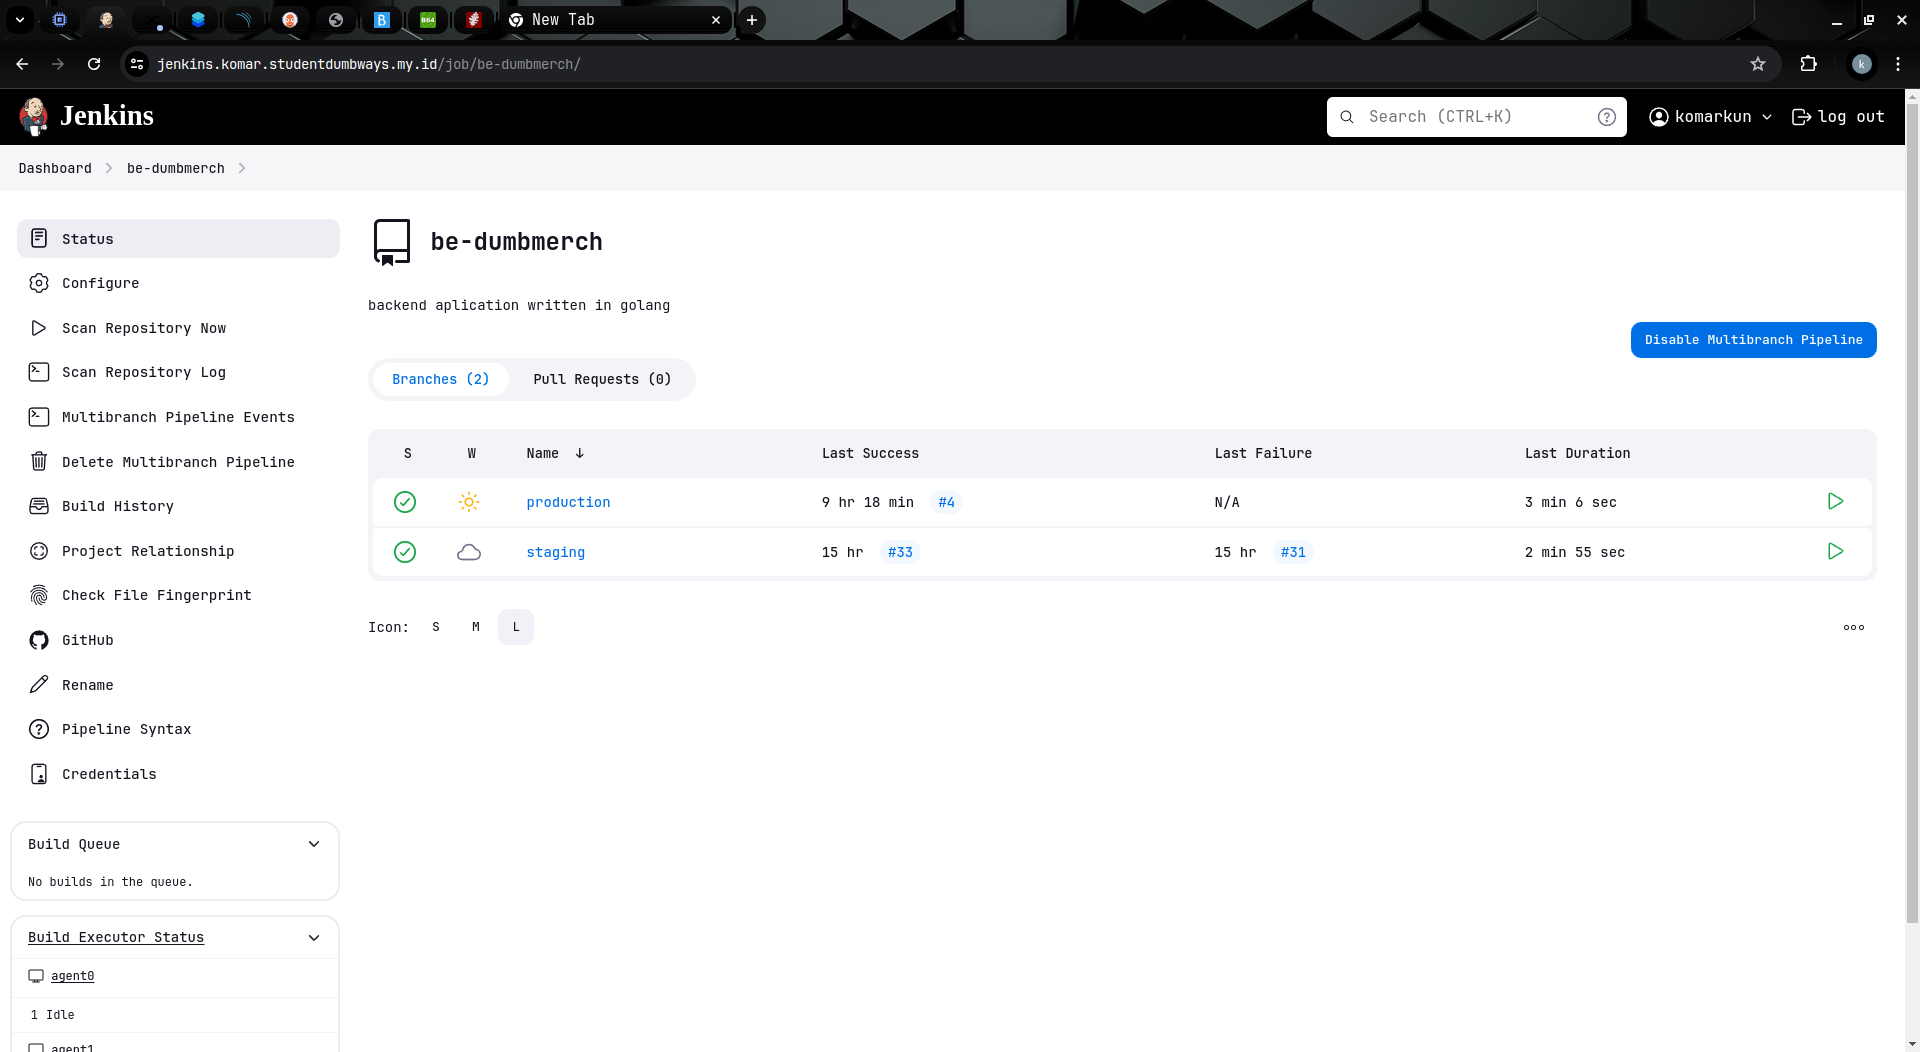 New Tab
jenkins.komar.studentdumbways.my.id/job/be-dumbmerch/
k
Jenkins
Search (CTRL+K)
komarkun
log out
Dashboard
be-dumbmerch
Status
Configure
Scan Repository Now
Scan Repository Log
Multibranch Pipeline Events
Delete Multibranch Pipeline
Build History
Project Relationship
Check File Fingerprint
GitHub
Rename
Pipeline Syntax
Credentials
Build Queue
No builds in the queue.
Build Executor Status
agent0
1 Idle
agent1
be-dumbmerch
backend aplication written in golang
Disable Multibranch Pipeline
Branches (2) Pull Requests (0)
S W Name ↓ Last Success Last Failure Last Duration
production 9 hr 18 min #4 N/A 3 min 6 sec
staging 15 hr #33 15 hr #31 2 min 55 sec
Icon: S M L